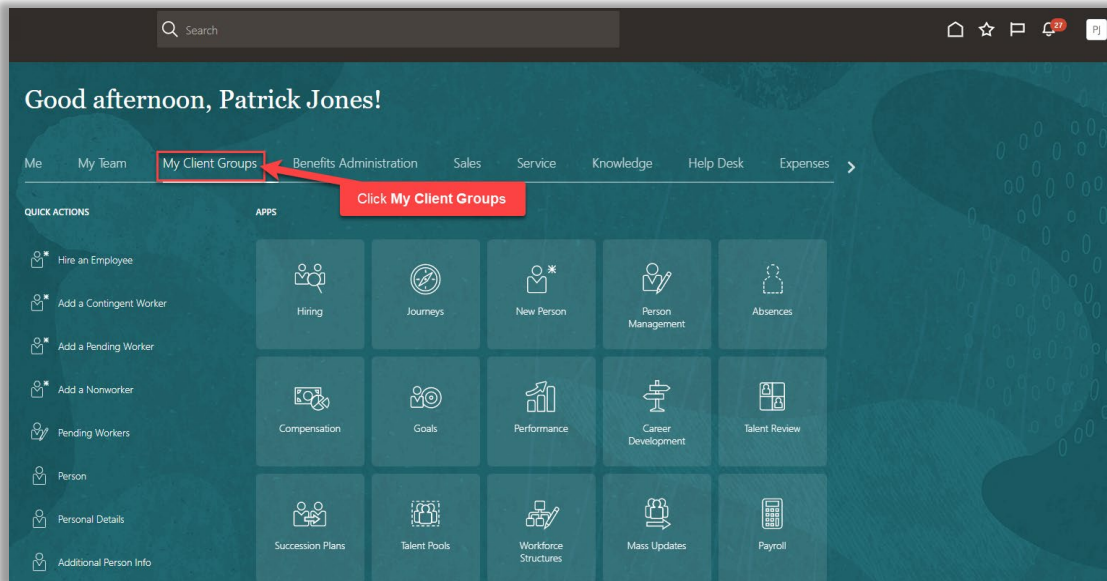 Search
27
PJ
Good afternoon, Patrick Jones!
Me My Team My Client Groups Benefits Administration Sales Service Knowledge Help Desk Expenses
Click My Client Groups
QUICK ACTIONS
Hire an Employee
Add a Contingent Worker
Add a Pending Worker
Add a Nonworker
Pending Workers
Person
Personal Details
Additional Person Info
APPS
Hiring
Journeys
New Person
Person
Management
Absences
Compensation
Goals
Performance
Career
Development
Talent Review
Succession Plans
Talent Pools
Workforce
Structures
Mass Updates
Payroll